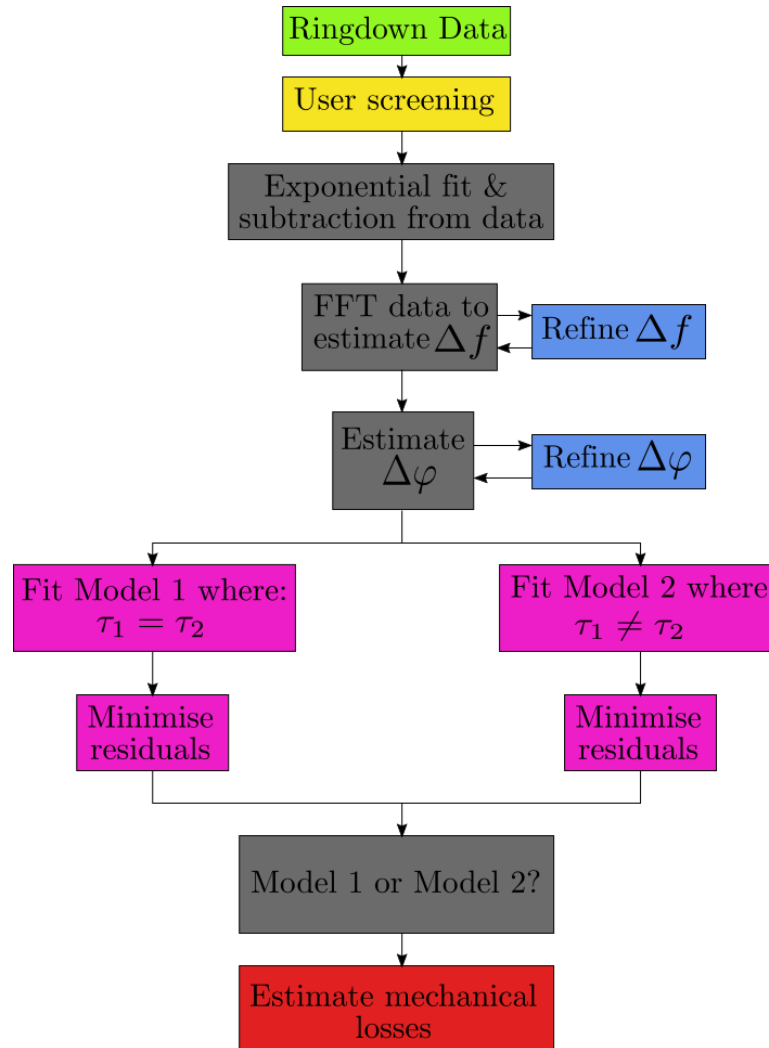 Ringdown Data
User screening
Exponential fit &
subtraction from data
FFT data to
estimate Δf
Refine Δf
Estimate
Δφ
Refine Δφ
Fit Model 1 where:
τ₁ = τ₂
Fit Model 2 where
τ₁ ≠ τ₂
Minimise
residuals
Minimise
residuals
Model 1 or Model 2?
Estimate mechanical
losses